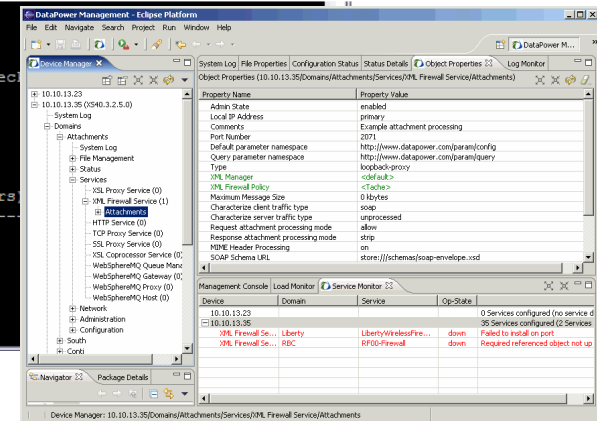 DataPower Management - Eclipse Platform
File Edit Navigate Search Project Run Window Help
DataPower M...
Device Manager
10.10.13.23
10.10.13.35 (XS40.3.2.5.0)
System Log
Domains
Attachments
System Log
File Management
Status
Services
XSL Proxy Service (0)
XML Firewall Service (1)
Attachments
HTTP Service (0)
TCP Proxy Service (0)
SSL Proxy Service (0)
XSL Coprocessor Service (0)
WebSphereMQ Queue Mana
WebSphereMQ Gateway (0)
WebSphereMQ Proxy (0)
WebSphereMQ Host (0)
Network
Administration
Configuration
South
Conti
Navigator Package Details
System Log File Properties Configuration Status Status Details Object Properties Log Monitor
Object Properties (10.10.13.35/Domains/Attachments/Services/XML Firewall Service/Attachments)
Property Name Property Value
Admin State enabled
Local IP Address primary
Comments Example attachment processing
Port Number 2071
Default parameter namespace http://www.datapower.com/param/config
Query parameter namespace http://www.datapower.com/param/query
Type loopback-proxy
XML Manager <default>
XML Firewall Policy <Tache>
Maximum Message Size 0 kbytes
Characterize client traffic type soap
Characterize server traffic type unprocessed
Request attachment processing mode allow
Response attachment processing mode strip
MIME Header Processing on
SOAP Schema URL store:///schemas/soap-envelope.xsd
Management Console Load Monitor Service Monitor
Device Domain Service Op-State
10.10.13.23 0 Services configured (no service d
10.10.13.35 35 Services configured (2 Services
XML Firewall Se... Liberty LibertyWirelessFire... down Failed to install on port
XML Firewall Se... RBC RF00-Firewall down Required referenced object not up
Device Manager: 10.10.13.35/Domains/Attachments/Services/XML Firewall Service/Attachments